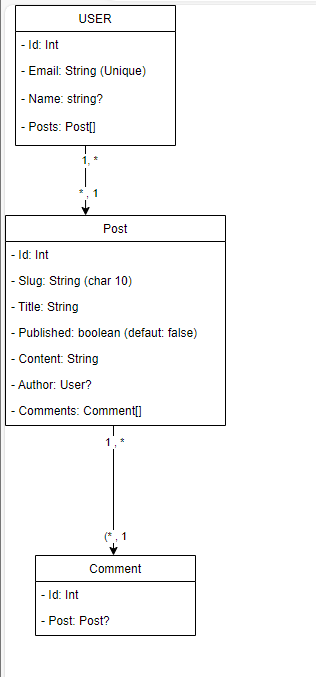 USER
- Id: Int
- Email: String (Unique)
- Name: string?
- Posts: Post[]
1, *
* , 1
Post
- Id: Int
- Slug: String (char 10)
- Title: String
- Published: boolean (defaut: false)
- Content: String
- Author: User?
- Comments: Comment[]
1 , *
(* , 1
Comment
- Id: Int
- Post: Post?